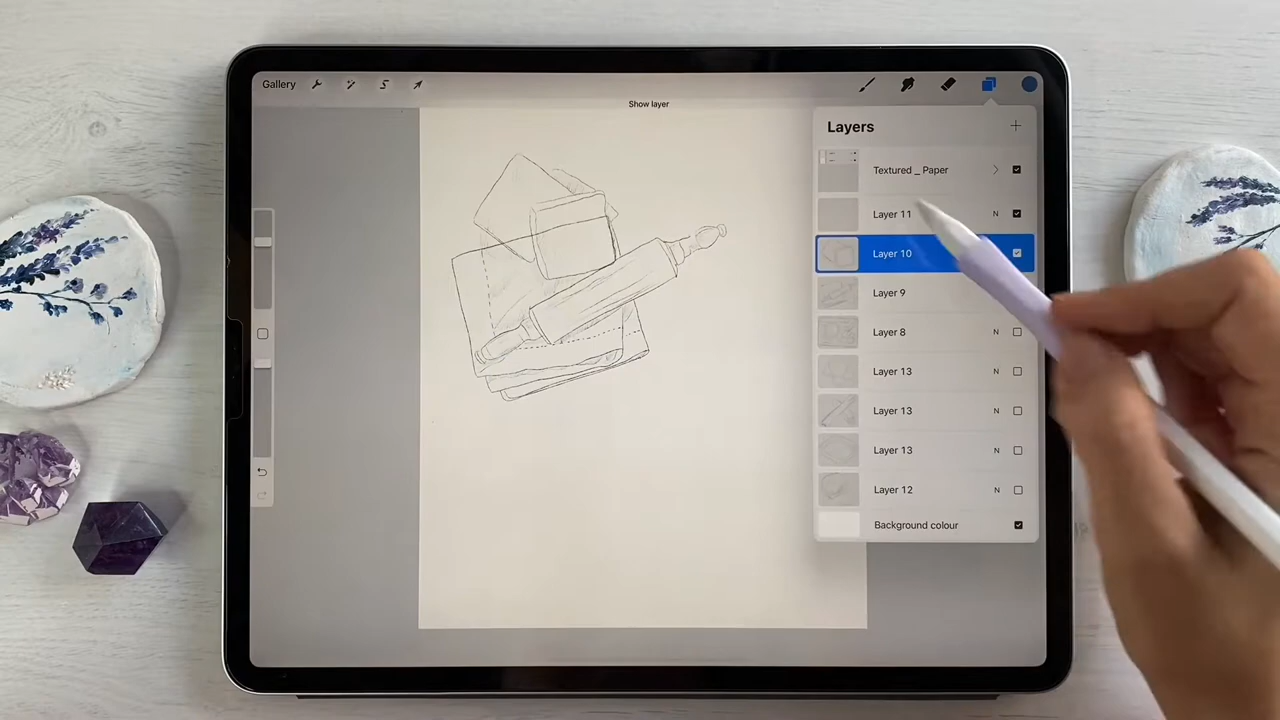 Gallery
Show layer
Layers
Textured _ Paper
Layer 11 N
Layer 10
Layer 9
Layer 8 N
Layer 13 N
Layer 13 N
Layer 13 N
Layer 12 N
Background colour